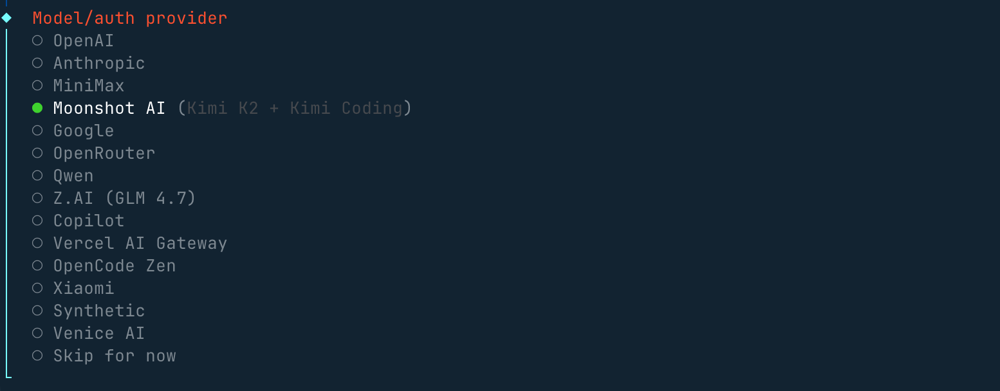 Model/auth provider
OpenAI
Anthropic
MiniMax
Moonshot AI (Kimi K2 + Kimi Coding)
Google
OpenRouter
Qwen
Z.AI (GLM 4.7)
Copilot
Vercel AI Gateway
OpenCode Zen
Xiaomi
Synthetic
Venice AI
Skip for now